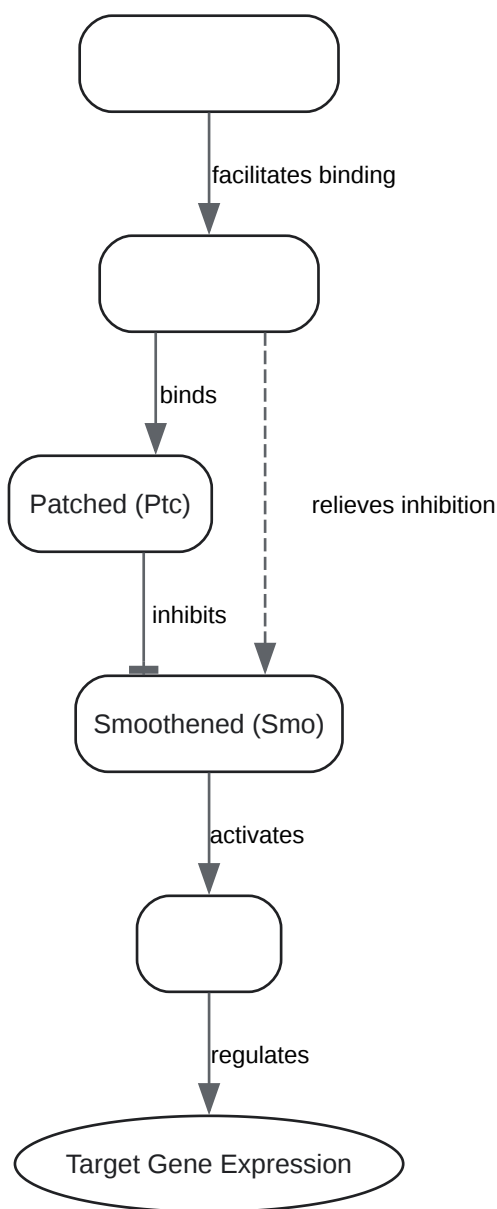 facilitates binding
binds
Patched (Ptc)
relieves inhibition
inhibits
Smoothened (Smo)
activates
regulates
Target Gene Expression